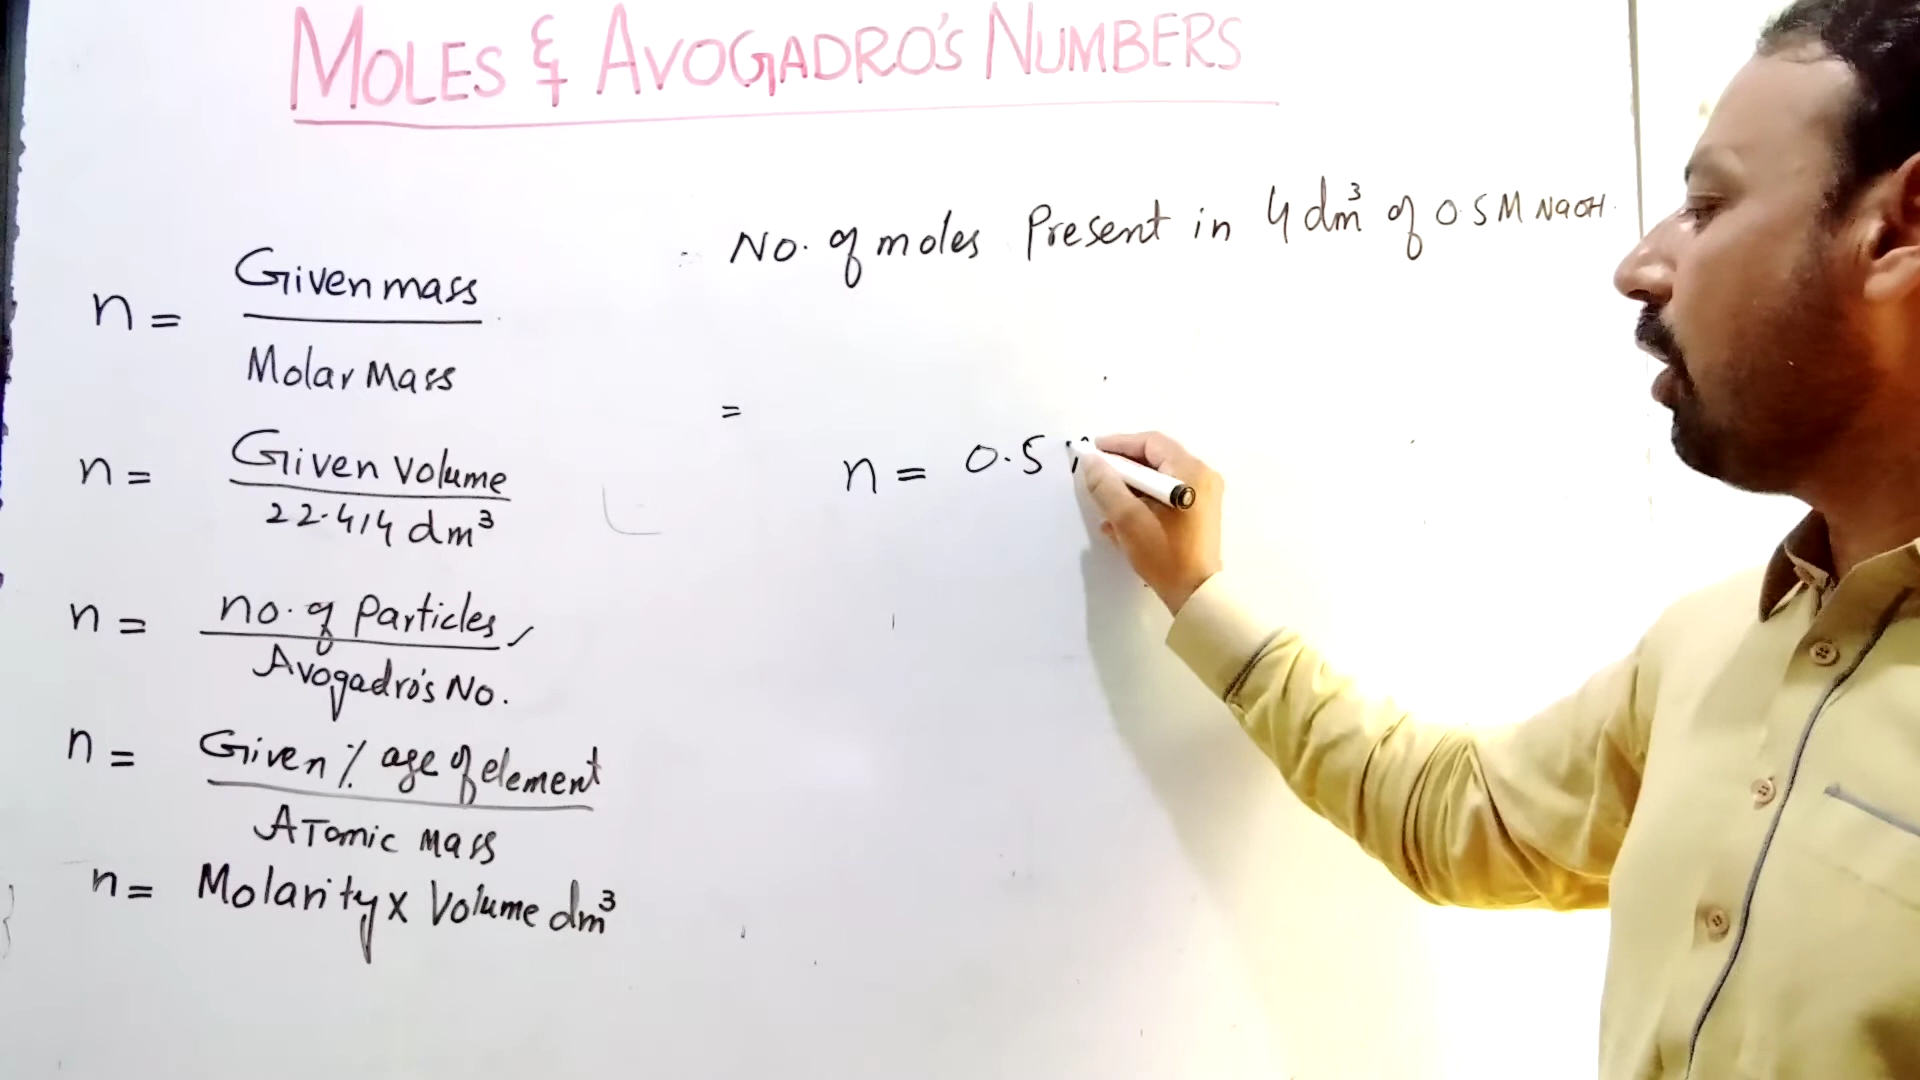 MOLES & AVOGADRO'S NUMBERS
No. of moles Present in 4 dm³ of 0.5 M NaOH.
n = Given mass
Molar Mass
n = Given Volume
22.414 dm³
n = no. of Particles
Avogadro's No.
n = Given % age of element
ATomic Mass
n = Molarity x Volume dm³
=
n = 0.5